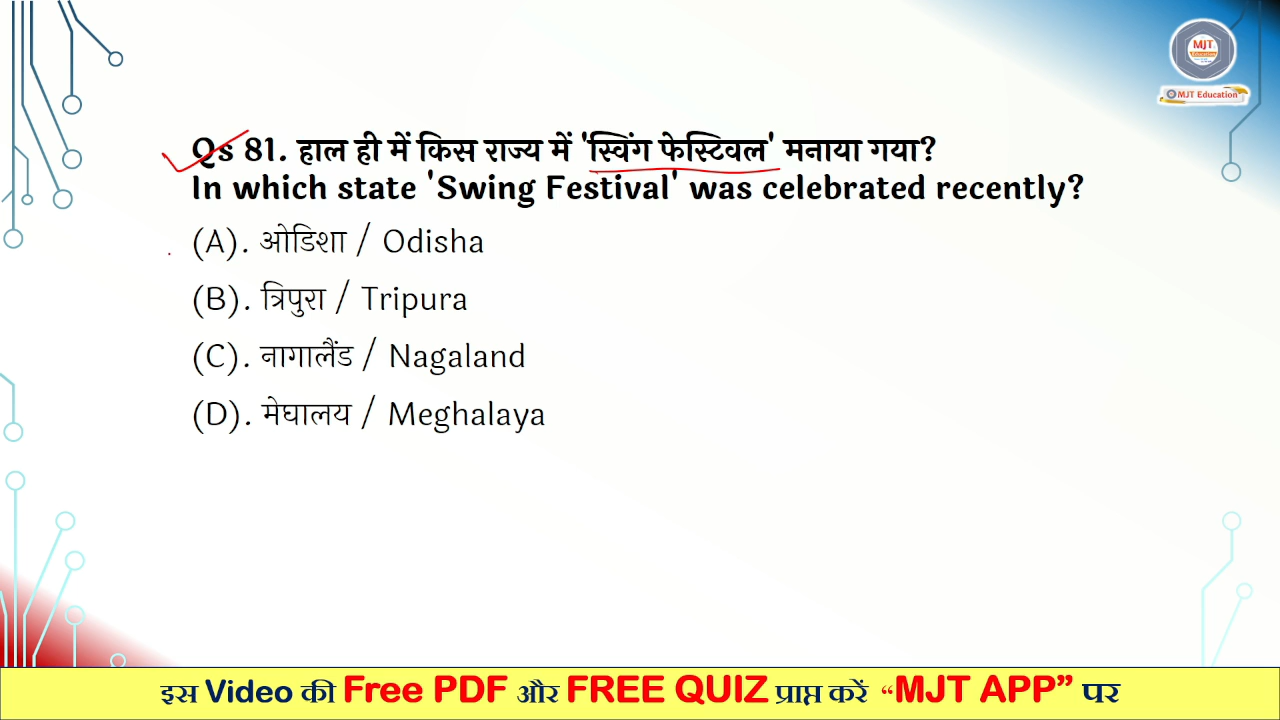 MJT
Education
MJT Education
Qs 81. हाल ही में किस राज्य में 'स्विंग फेस्टिवल' मनाया गया?
In which state 'Swing Festival' was celebrated recently?
(A). ओडिशा / Odisha
(B). त्रिपुरा / Tripura
(C). नागालैंड / Nagaland
(D). मेघालय / Meghalaya
इस Video की Free PDF और FREE QUIZ प्राप्त करें “MJT APP” पर